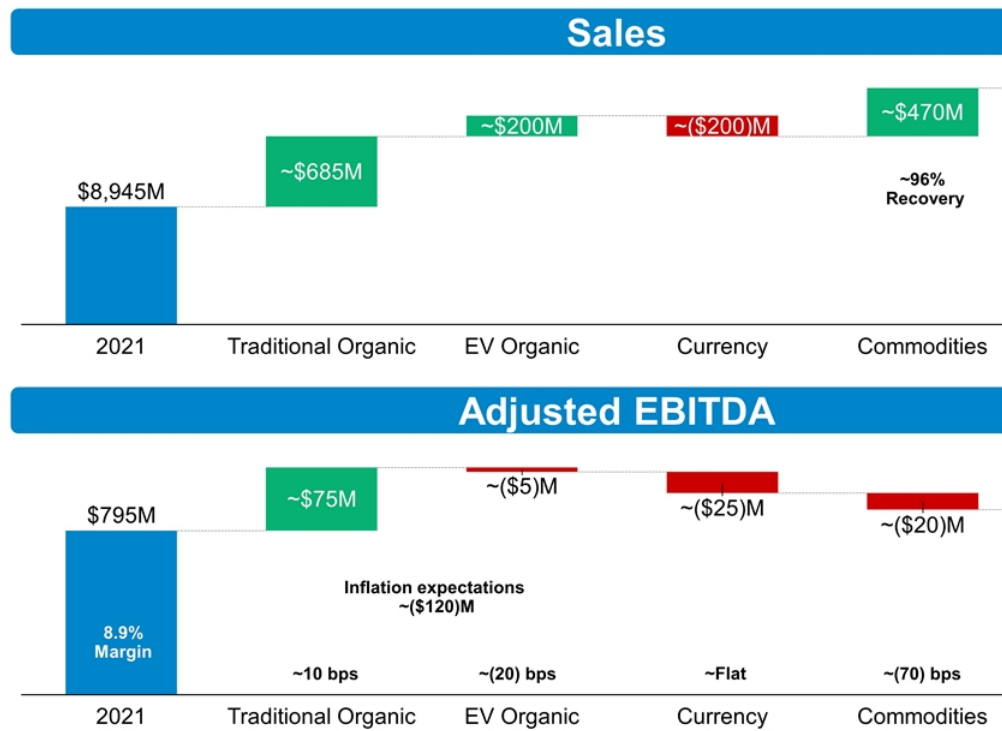 Sales
$8,945M
~$685M
~$200M
~($200)M
~$470M
~96%
Recovery
2021
Traditional Organic
EV Organic
Currency
Commodities
Adjusted EBITDA
$795M
~$75M
~($5)M
~($25)M
~($20)M
Inflation expectations
~($120)M
8.9%
Margin
~10 bps
~(20) bps
~Flat
~(70) bps
2021
Traditional Organic
EV Organic
Currency
Commodities